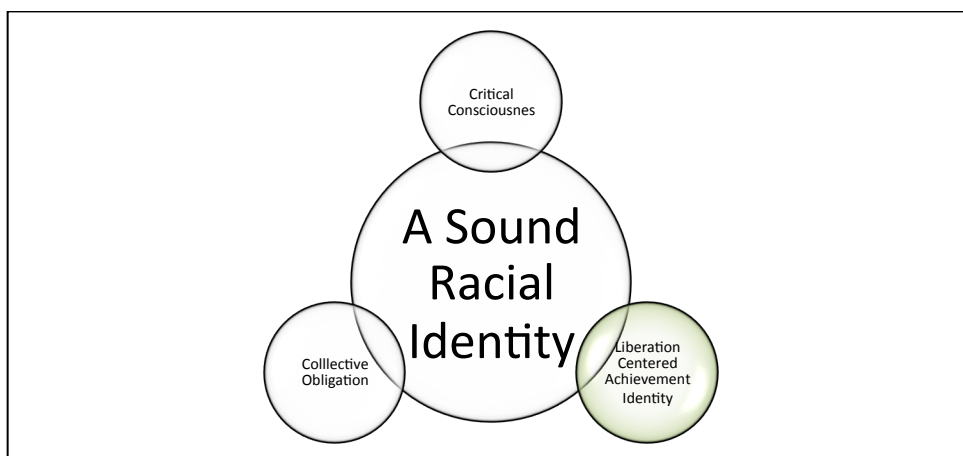 Critical
Consciousnes
A Sound
Racial
Identity
Colllective
Obligation
Liberation
Centered
Achievement
Identity